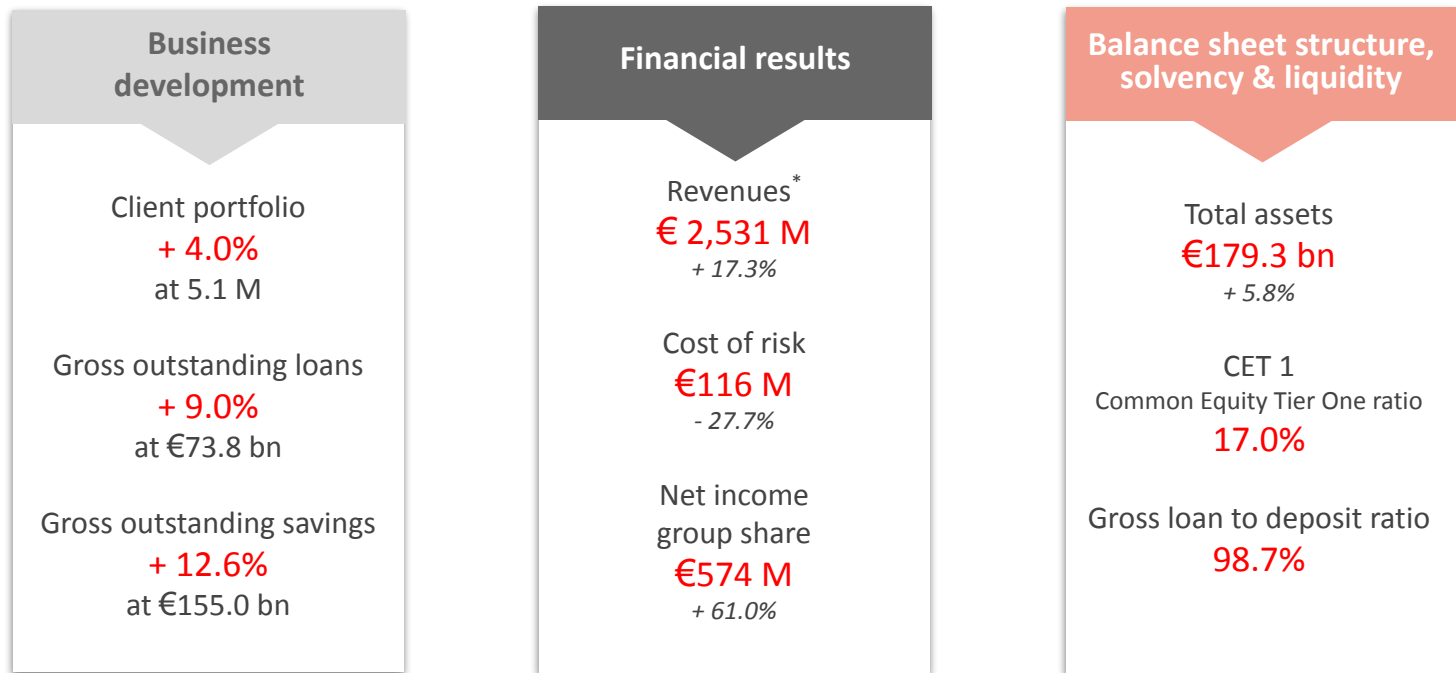 Business
development
Client portfolio
+ 4.0%
at 5.1 M
Gross outstanding loans
+ 9.0%
at €73.8 bn
Gross outstanding savings
+ 12.6%
at €155.0 bn
Financial results
Revenues*
€ 2,531 M
+ 17.3%
Cost of risk
€116 M
- 27.7%
Net income
group share
€574 M
+ 61.0%
Balance sheet structure,
solvency & liquidity
Total assets
€179.3 bn
+ 5.8%
CET 1
Common Equity Tier One ratio
17.0%
Gross loan to deposit ratio
98.7%